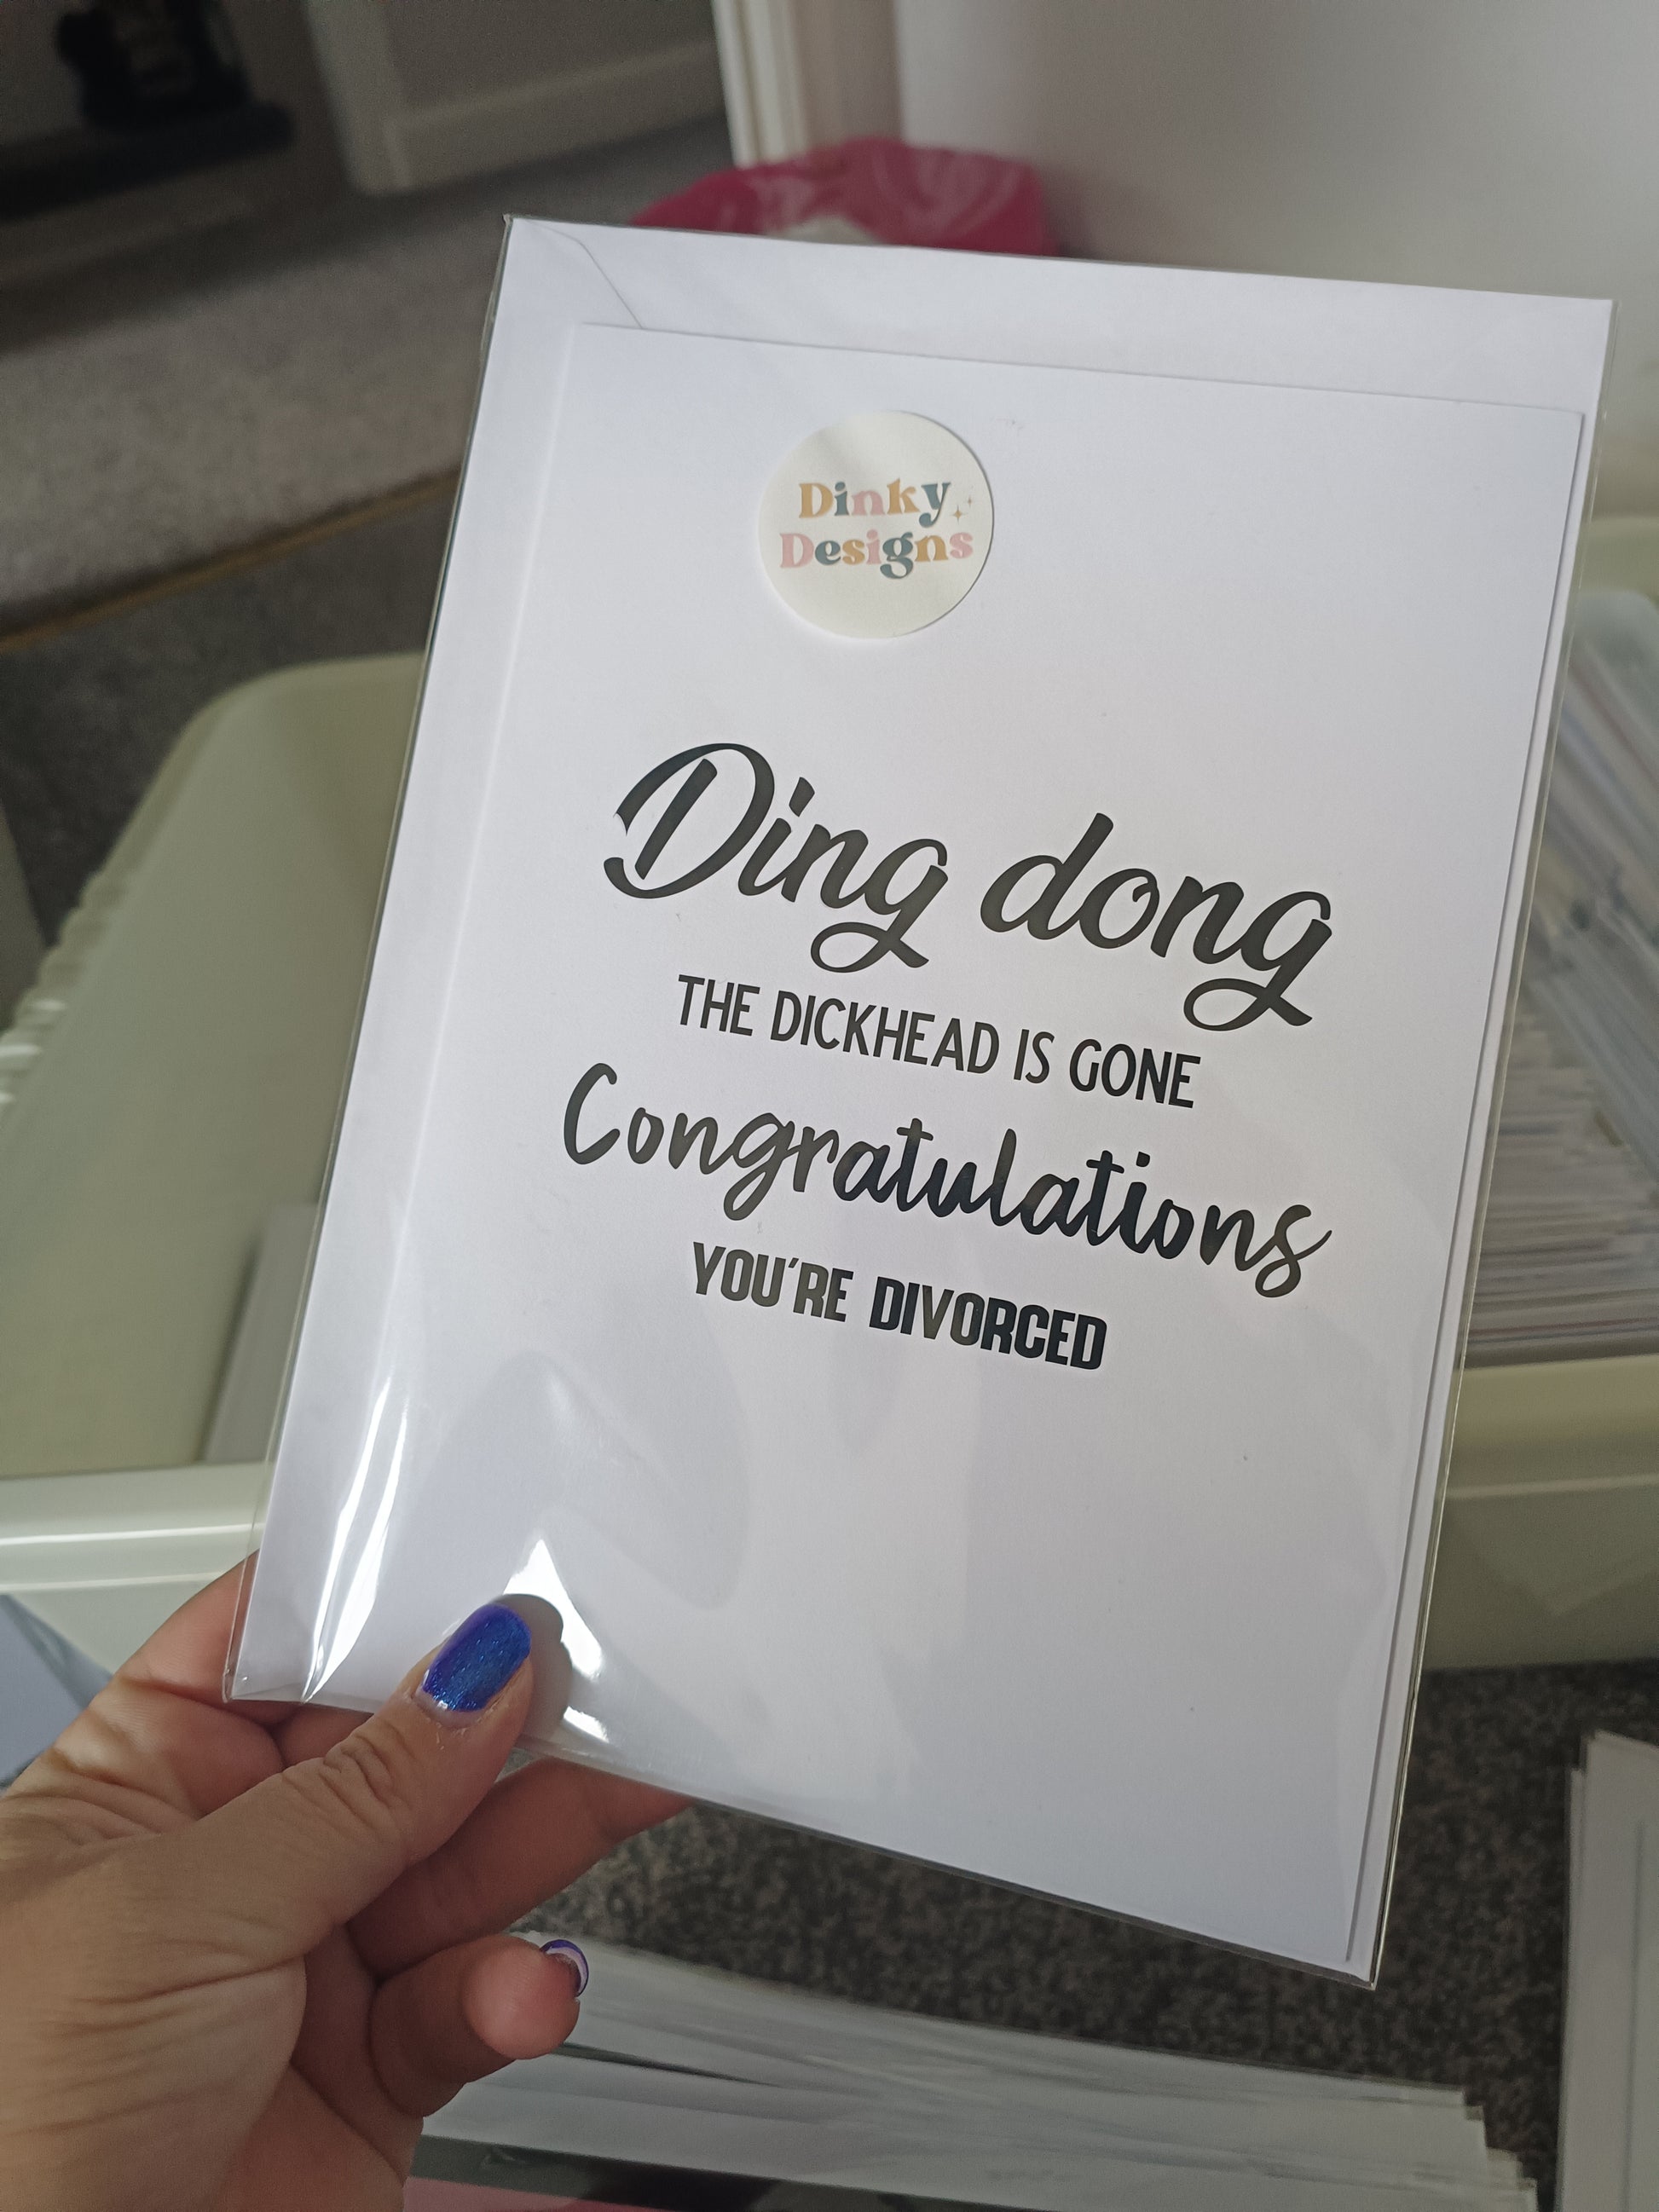 Dinky
Designs
Ding dong
THE DICKHEAD IS GONE
Congratulations
YOU'RE DIVORCED